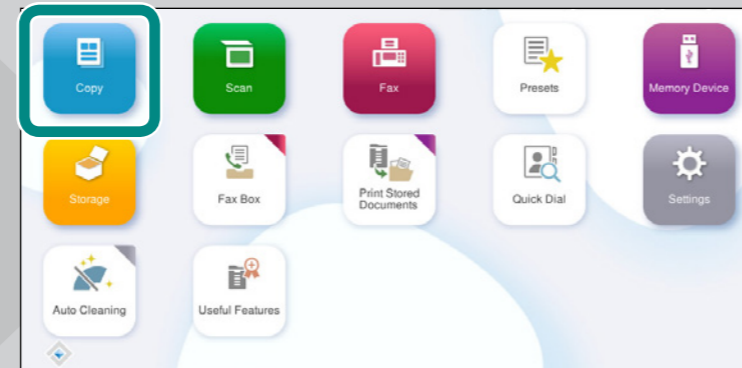 Copy
Scan
Fax
Presets
Memory Device
Storage
Fax Box
Print Stored
Documents
Quick Dial
Settings
Auto Cleaning
Useful Features